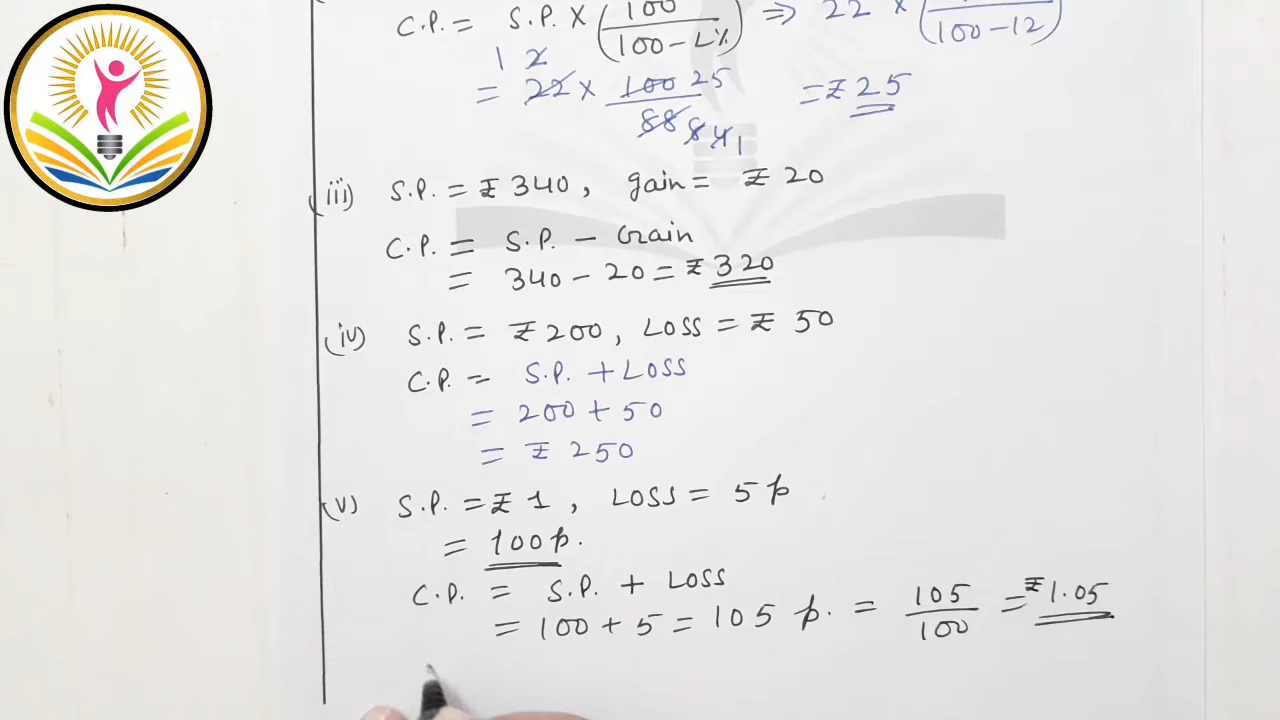 C.P. = S.P. × (100 / 100 - L%) ⇒ 22 × ( / 100 - 12)
1 2
= 22 × 100 25 / 88 8 4 1 = ₹ 25
(iii) S.P. = ₹ 340, gain = ₹ 20
C.P. = S.P. - Gain
= 340 - 20 = ₹ 320
(iv) S.P. = ₹ 200, Loss = ₹ 50
C.P. = S.P. + Loss
= 200 + 50
= ₹ 250
(v) S.P. = ₹ 1, Loss = 5 p
= 100 p.
C.P. = S.P. + Loss
= 100 + 5 = 105 p. = 105 / 100 = ₹ 1.05